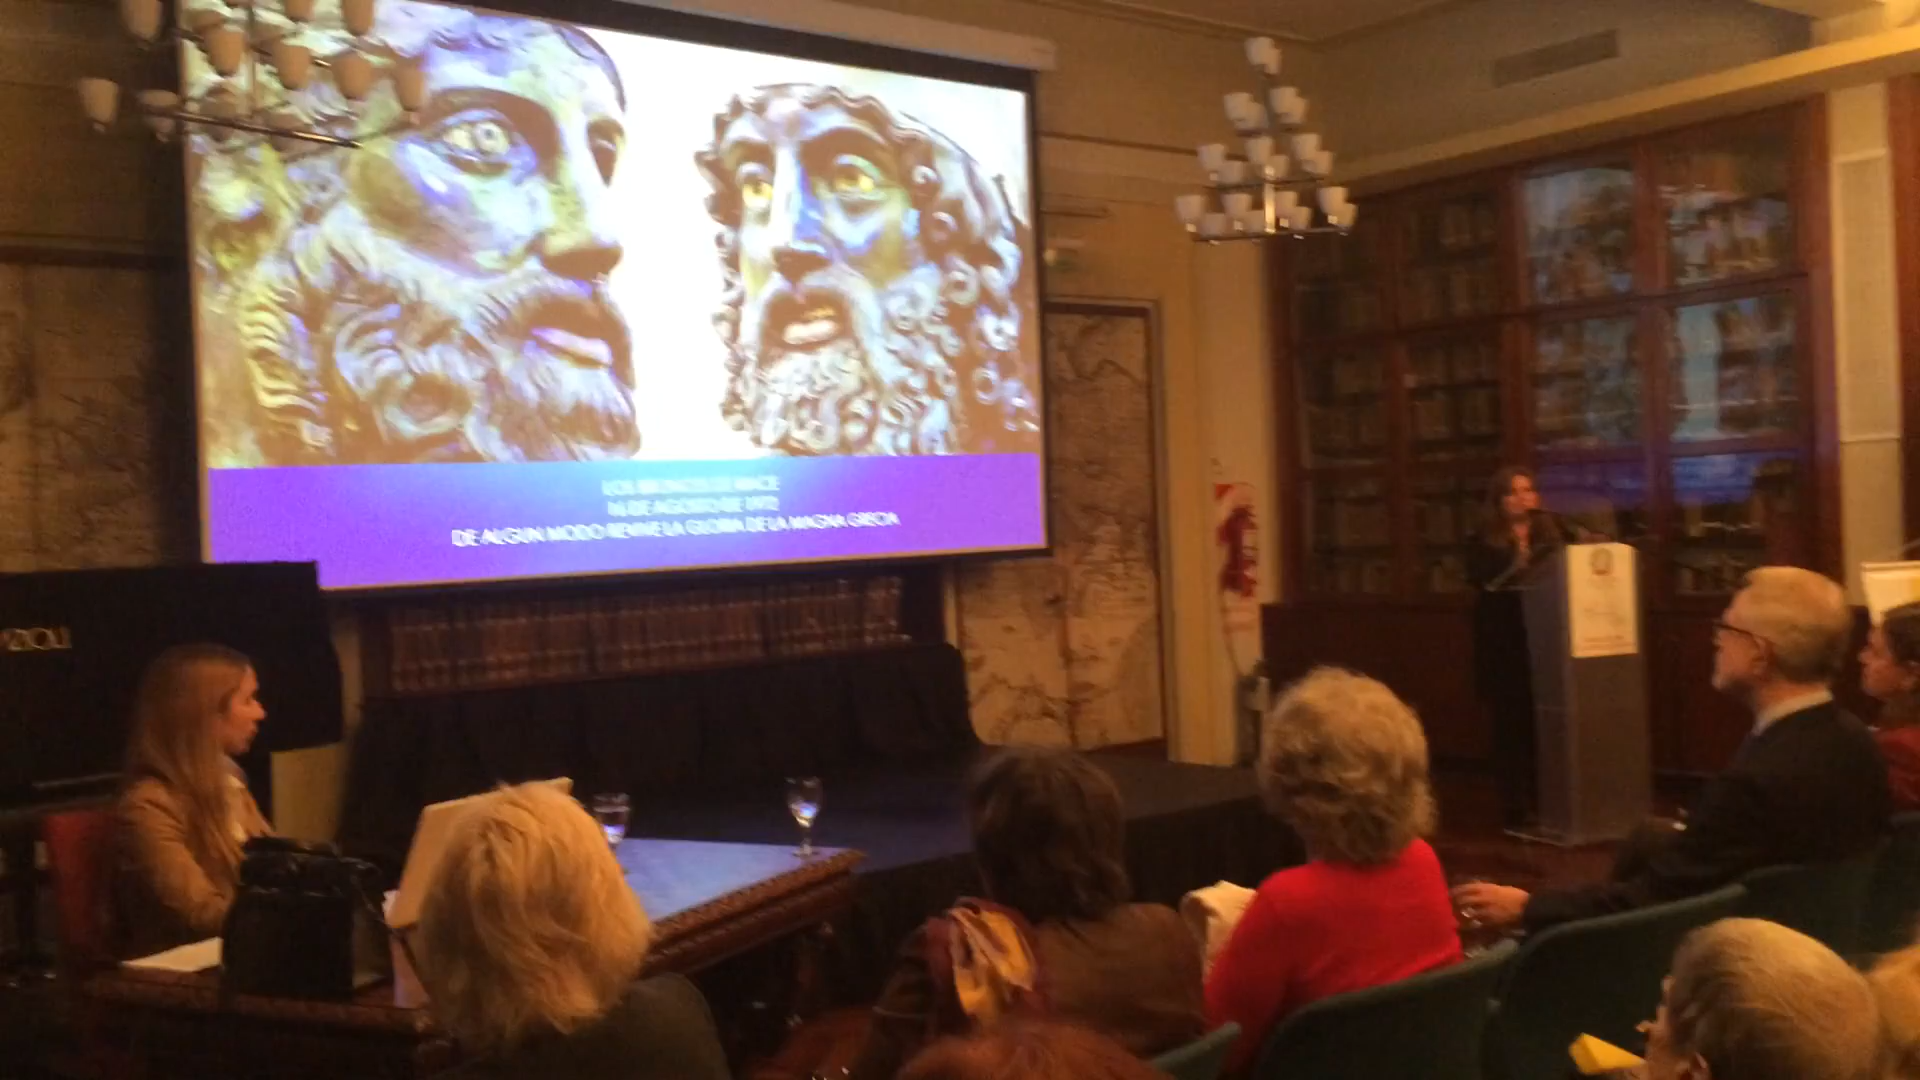 LOS BRONCES DE RIACE
16 DE AGOSTO DE 1972
DE ALGUN MODO REVIVE LA GLORIA DE LA MAGNA GRECIA